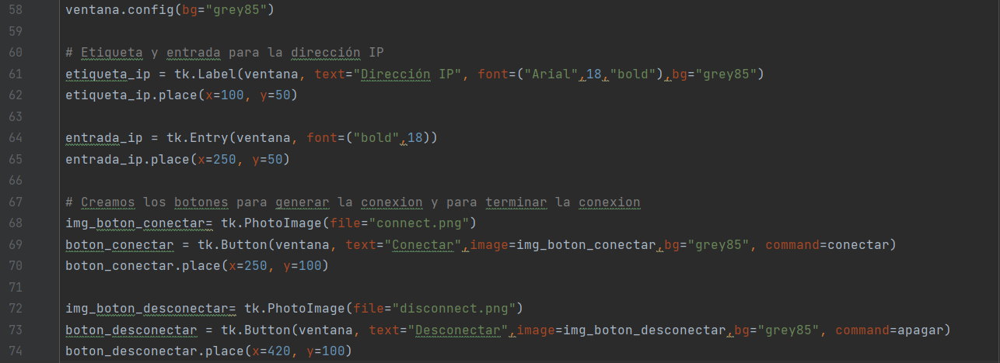 58 ventana.config(bg="grey85")
59
60 # Etiqueta y entrada para la dirección IP
61 etiqueta_ip = tk.Label(ventana, text="Dirección IP", font=("Arial",18,"bold"),bg="grey85")
62 etiqueta_ip.place(x=100, y=50)
63
64 entrada_ip = tk.Entry(ventana, font=("bold",18))
65 entrada_ip.place(x=250, y=50)
66
67 # Creamos los botones para generar la conexion y para terminar la conexion
68 img_boton_conectar= tk.PhotoImage(file="connect.png")
69 boton_conectar = tk.Button(ventana, text="Conectar",image=img_boton_conectar,bg="grey85", command=conectar)
70 boton_conectar.place(x=250, y=100)
71
72 img_boton_desconectar= tk.PhotoImage(file="disconnect.png")
73 boton_desconectar = tk.Button(ventana, text="Desconectar",image=img_boton_desconectar,bg="grey85", command=apagar)
74 boton_desconectar.place(x=420, y=100)